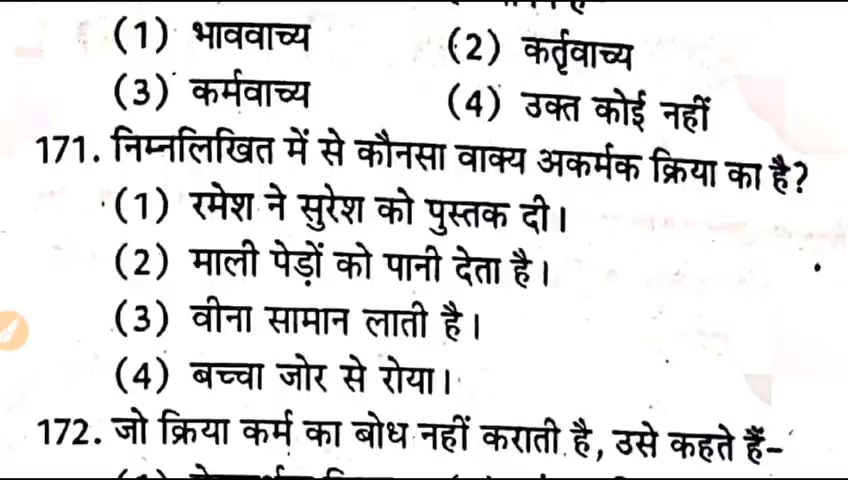 (1) भाववाच्य (2) कर्तृवाच्य
(3) कर्मवाच्य (4) उक्त कोई नहीं
171. निम्नलिखित में से कौनसा वाक्य अकर्मक क्रिया का है?
(1) रमेश ने सुरेश को पुस्तक दी।
(2) माली पेड़ों को पानी देता है।
(3) वीना सामान लाती है।
(4) बच्चा जोर से रोया।
172. जो क्रिया कर्म का बोध नहीं कराती है, उसे कहते हैं-